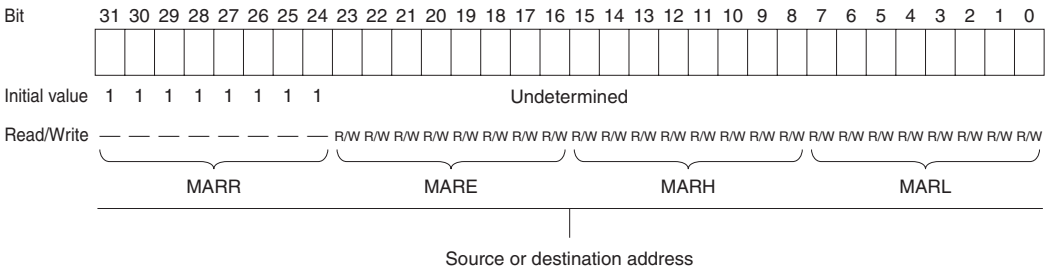 Bit 31 30 29 28 27 26 25 24 23 22 21 20 19 18 17 16 15 14 13 12 11 10 9 8 7 6 5 4 3 2 1 0
Initial value 1 1 1 1 1 1 1 1 Undetermined
Read/Write — — — — — — — — R/W R/W R/W R/W R/W R/W R/W R/W R/W R/W R/W R/W R/W R/W R/W R/W R/W R/W R/W R/W R/W R/W R/W R/W
MARR MARE MARH MARL
Source or destination address